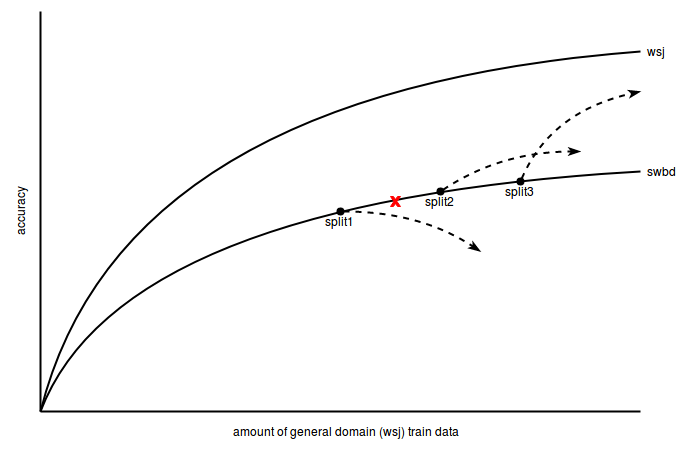 wsj
swbd
split3
split2
x
split1
accuracy
amount of general domain (wsj) train data